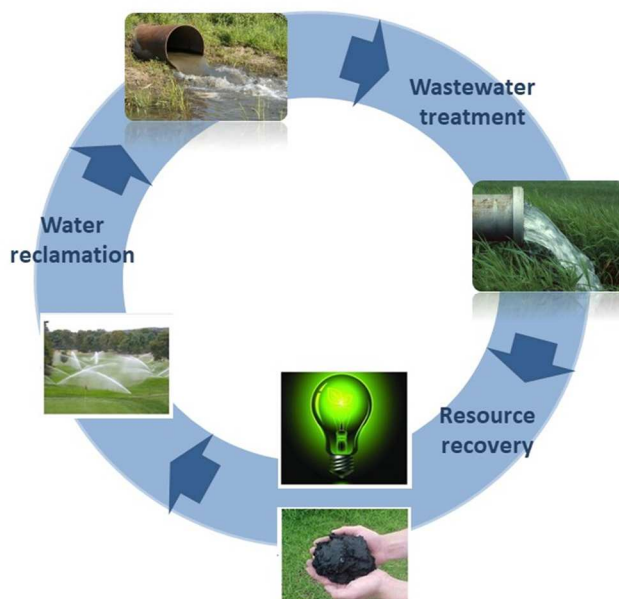 Wastewater
treatment
Water
reclamation
Resource
recovery